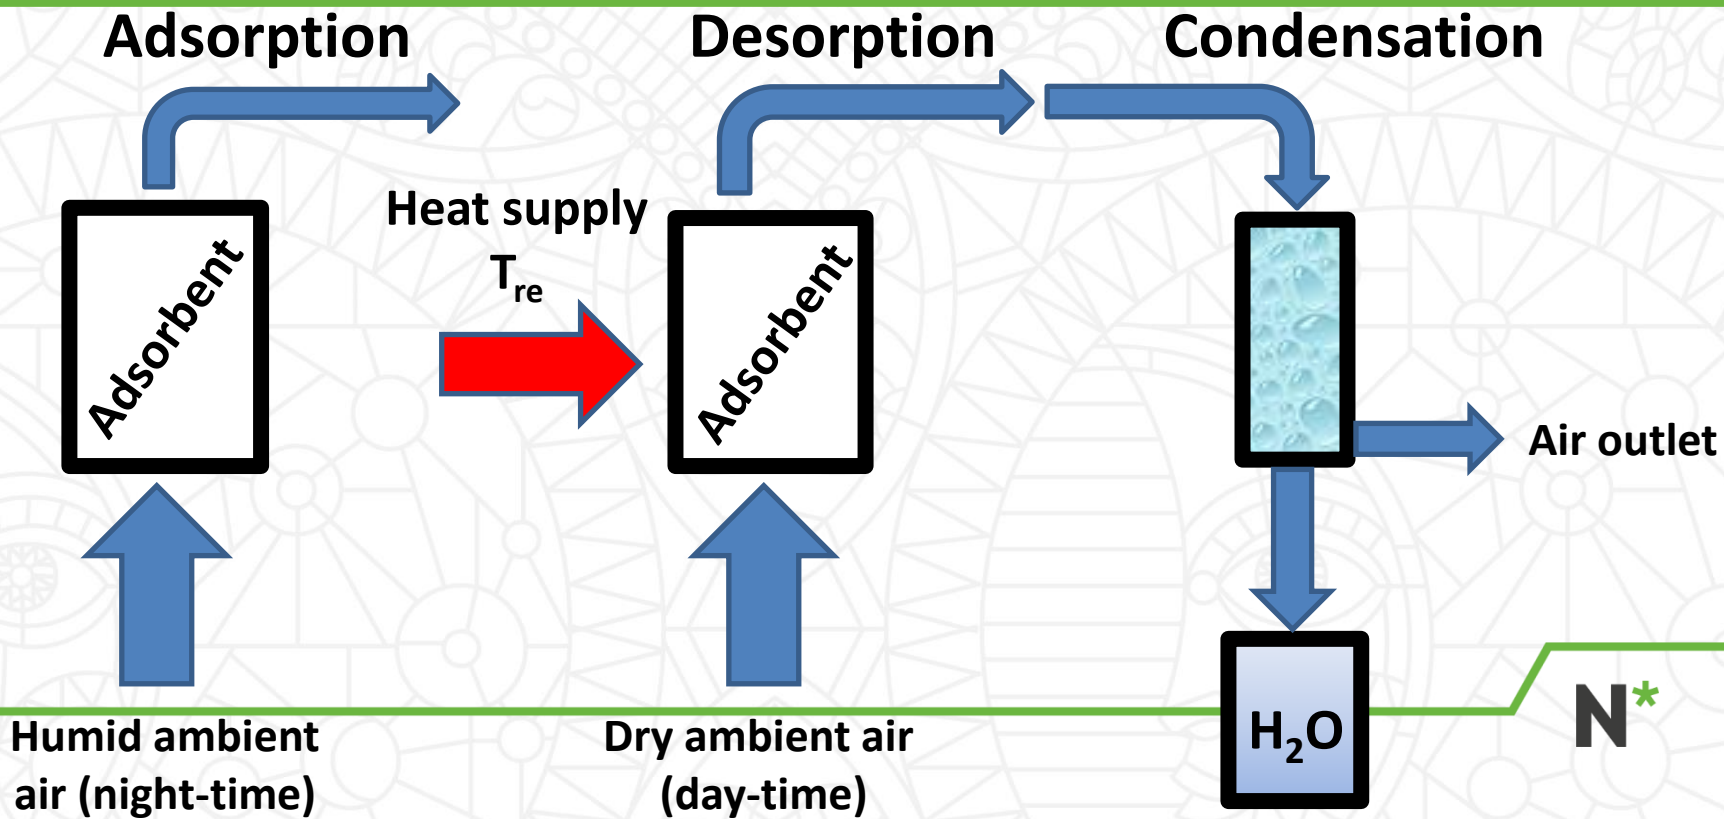 Adsorption
Desorption
Condensation
Heat supply
Tre
Adsorbent
Adsorbent
Air outlet
Humid ambient
air (night-time)
Dry ambient air
(day-time)
H2O
N*